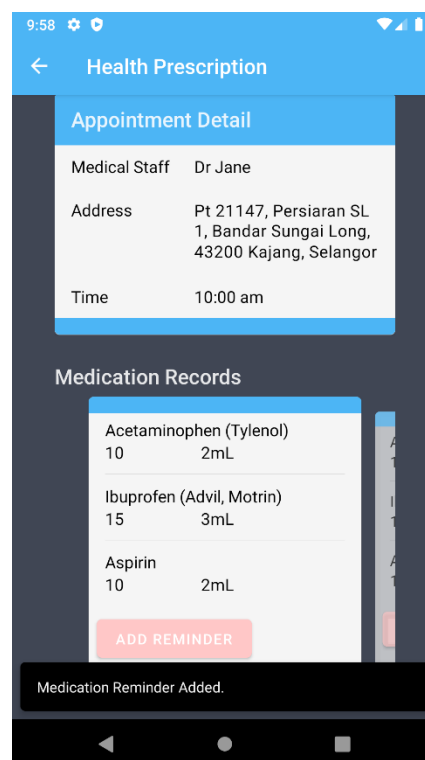 9:58
Health Prescription
Appointment Detail
Medical Staff Dr Jane
Address Pt 21147, Persiaran SL
1, Bandar Sungai Long,
43200 Kajang, Selangor
Time 10:00 am
Medication Records
Acetaminophen (Tylenol)
10 2mL
Ibuprofen (Advil, Motrin)
15 3mL
Aspirin
10 2mL
ADD REMINDER
Medication Reminder Added.